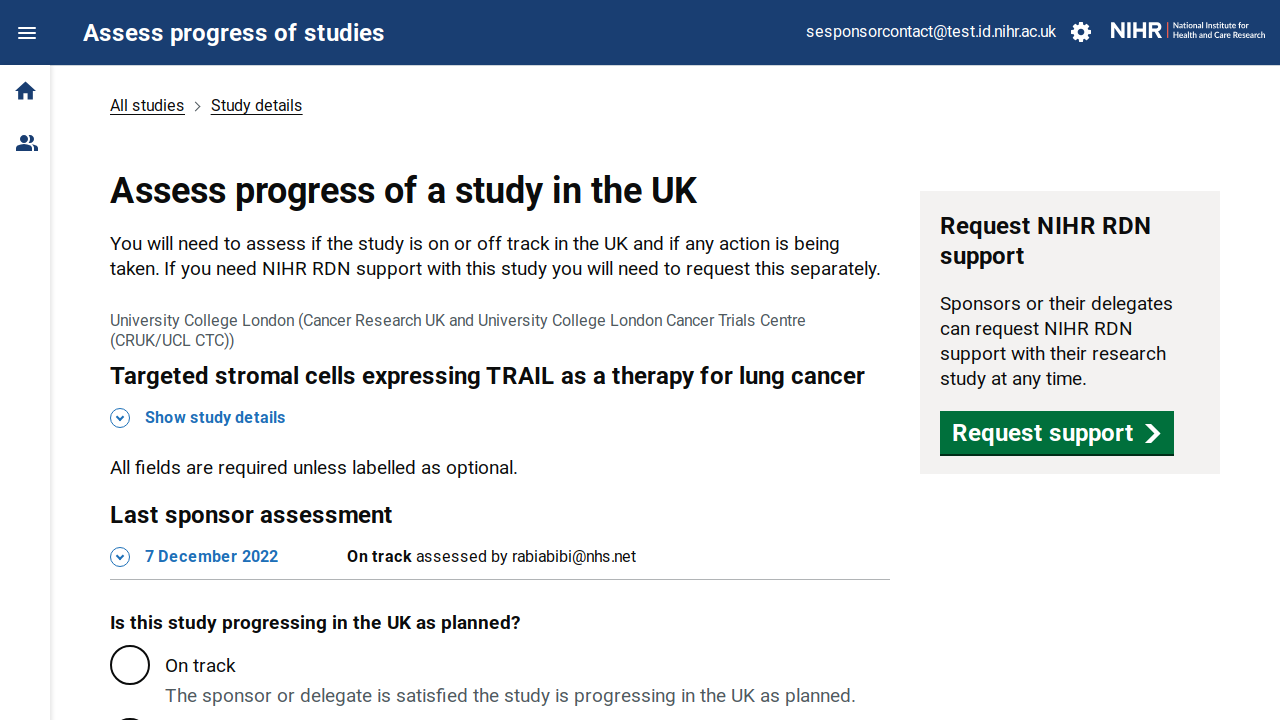 Assess progress of studies
sesponsorcontact@test.id.nihr.ac.uk
NIHR
National Institute for
Health and Care Research
All studies
Study details
Assess progress of a study in the UK
You will need to assess if the study is on or off track in the UK and if any action is being
taken. If you need NIHR RDN support with this study you will need to request this separately.
University College London (Cancer Research UK and University College London Cancer Trials Centre
(CRUK/UCL CTC))
Targeted stromal cells expressing TRAIL as a therapy for lung cancer
Show study details
All fields are required unless labelled as optional.
Last sponsor assessment
7 December 2022
On track assessed by rabiabibi@nhs.net
Is this study progressing in the UK as planned?
On track
The sponsor or delegate is satisfied the study is progressing in the UK as planned.
Request NIHR RDN
support
Sponsors or their delegates
can request NIHR RDN
support with their research
study at any time.
Request support